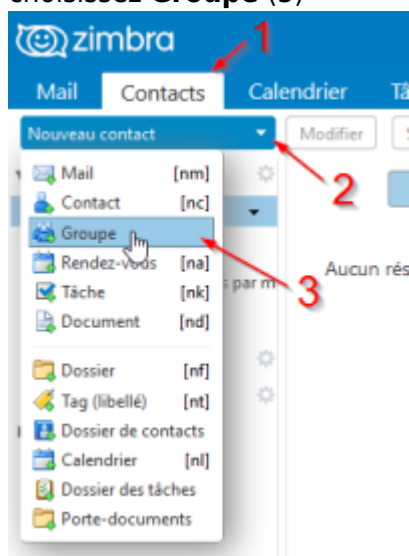 choisissez Groupe (3)
zimbra
1
Mail Contacts Calendrier Tâ
Nouveau contact Modifier S
2
Mail [nm]
Contact [nc]
Groupe
3
Rendez-vous [na]
Aucun rés
Tâche [nk]
par m
Document [nd]
Dossier [nf]
Tag (libellé) [nt]
Dossier de contacts
Calendrier [nl]
Dossier des tâches
Porte-documents